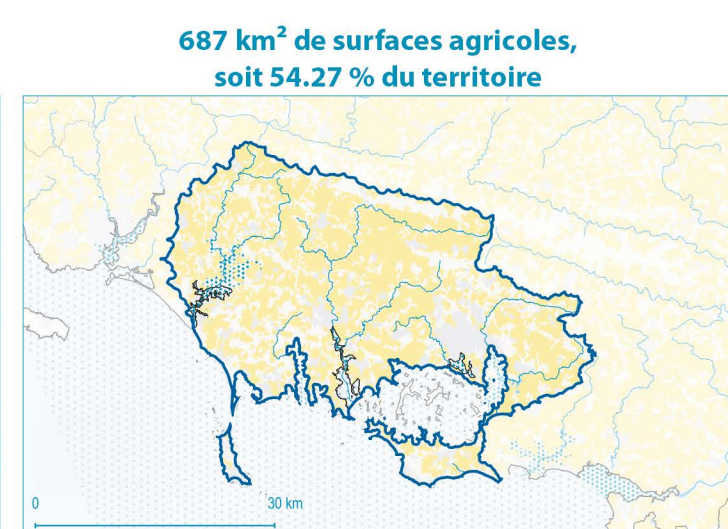 687 km² de surfaces agricoles,
soit 54.27 % du territoire
0 30 km